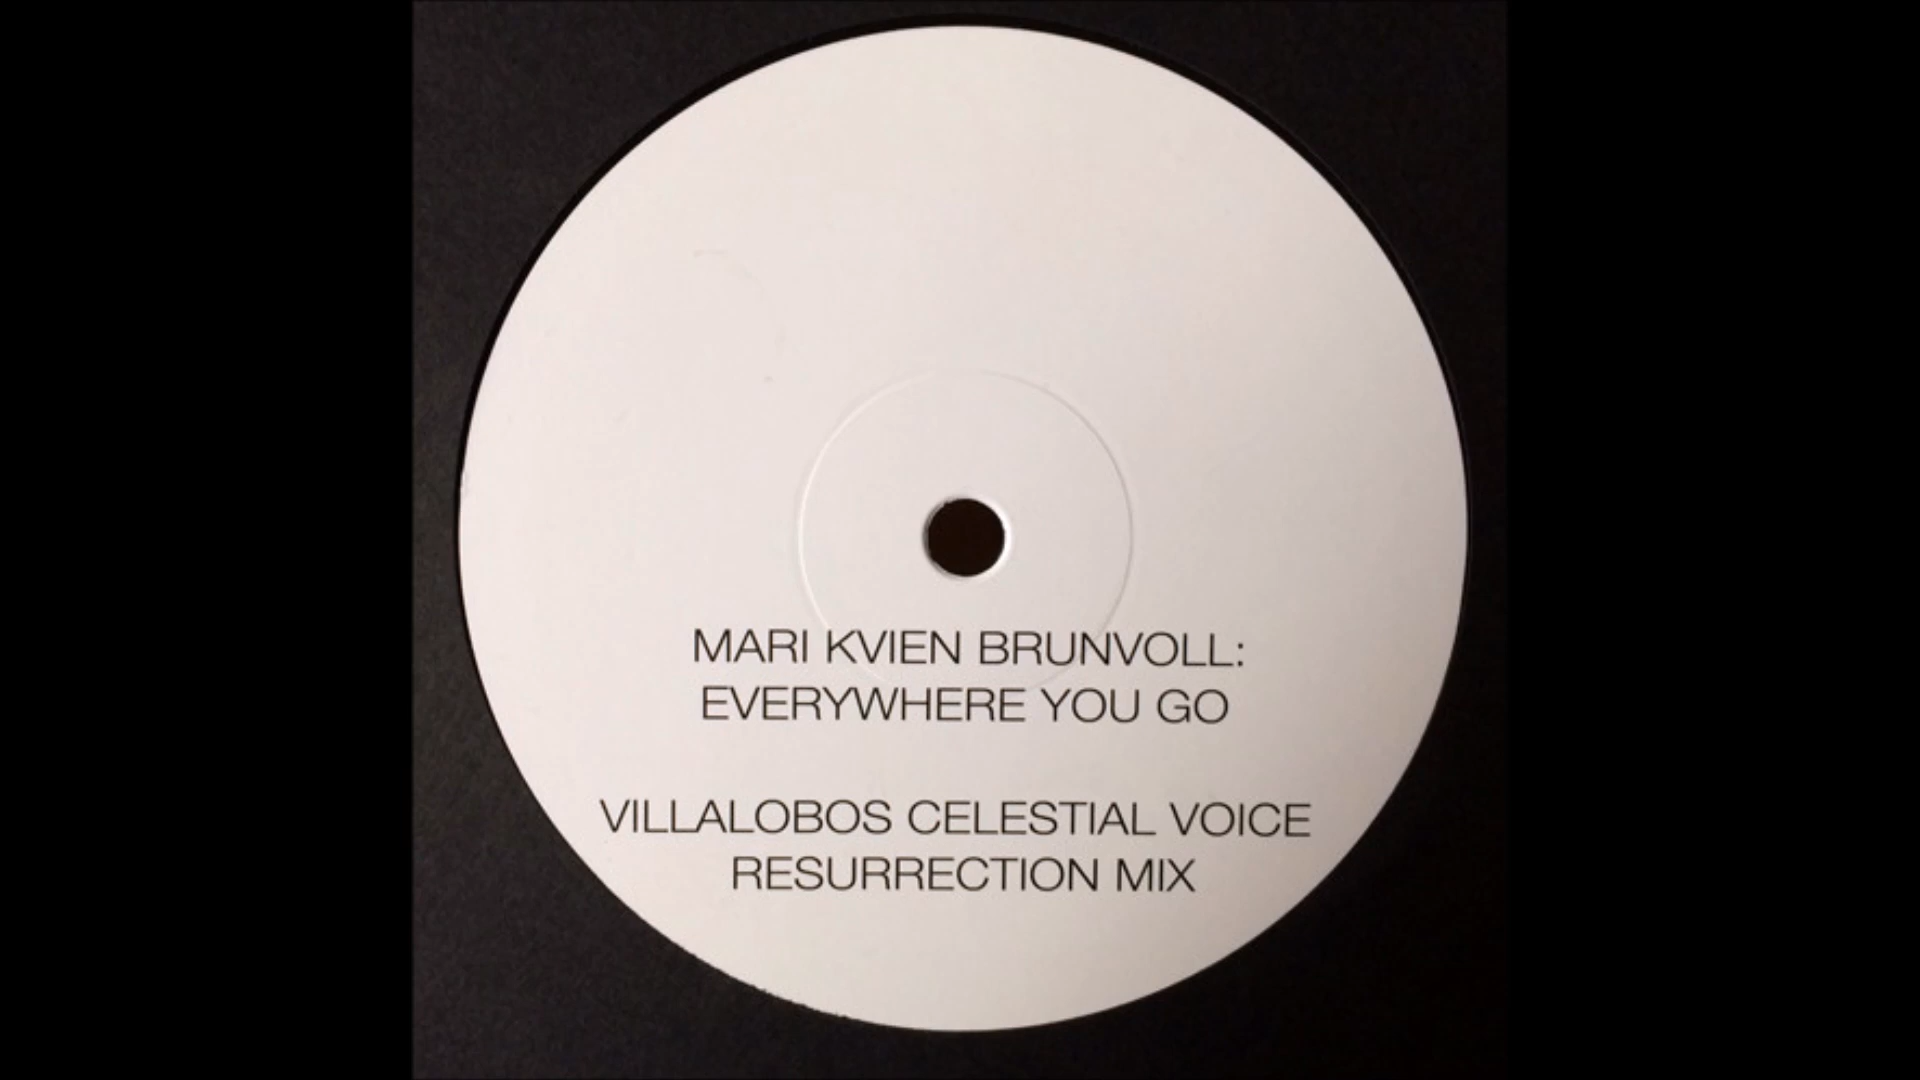 MARI KVIEN BRUNVOLL:
EVERYWHERE YOU GO
VILLALOBOS CELESTIAL VOICE
RESURRECTION MIX